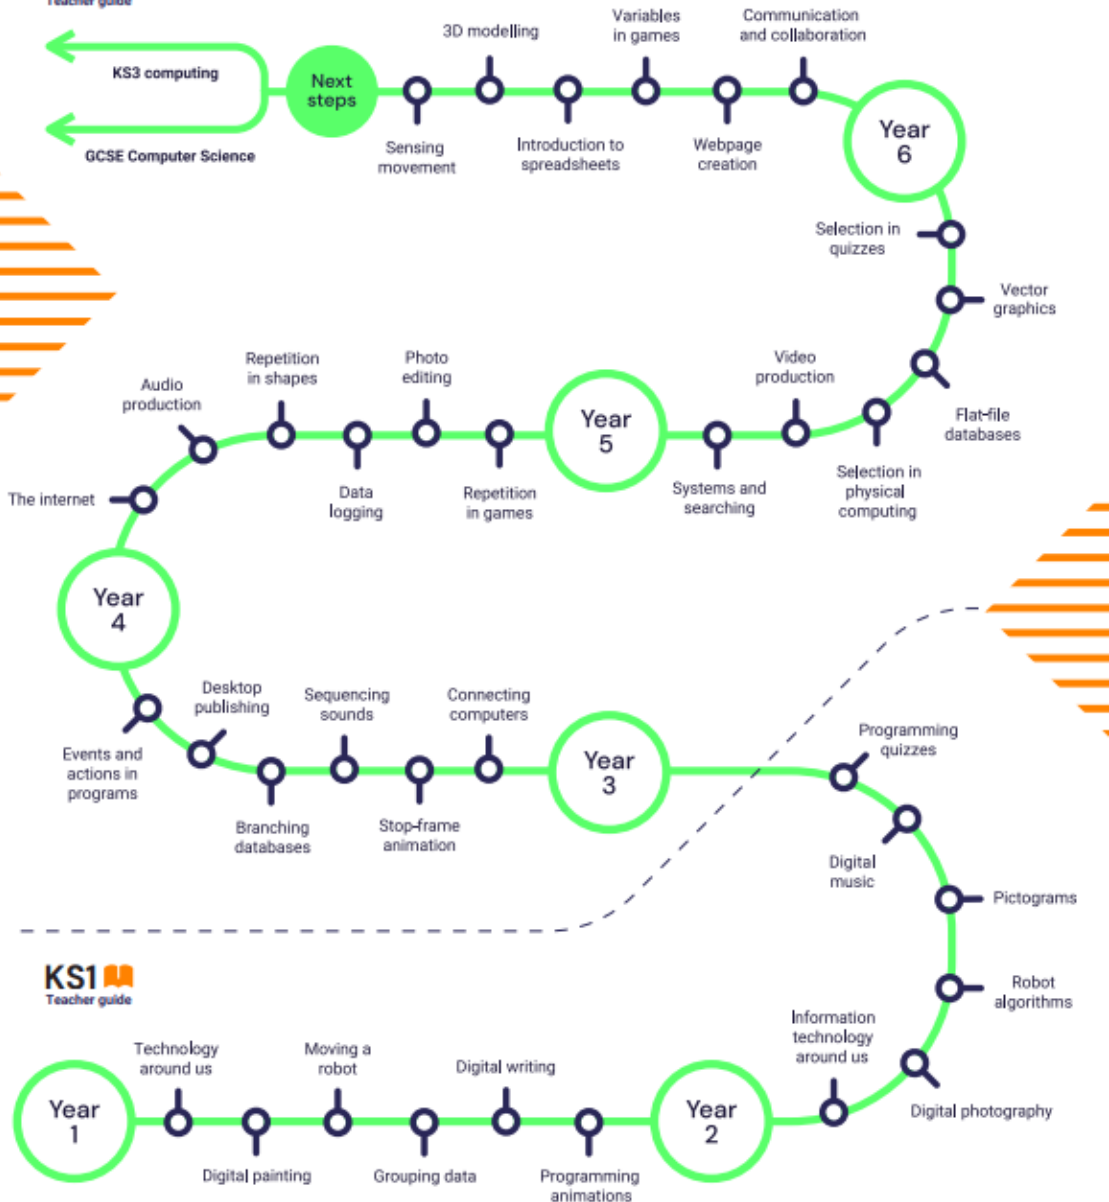 Teacher guide
KS3 computing
GCSE Computer Science
Next
steps
Sensing
movement
3D modelling
Introduction to
spreadsheets
Variables
in games
Webpage
creation
Communication
and collaboration
Year
6
Selection in
quizzes
Vector
graphics
Flat-file
databases
Selection in
physical
computing
Video
production
Systems and
searching
Year
5
Repetition
in games
Photo
editing
Data
logging
Repetition
in shapes
Audio
production
The internet
Year
4
Events and
actions in
programs
Desktop
publishing
Branching
databases
Sequencing
sounds
Stop-frame
animation
Connecting
computers
Year
3
Programming
quizzes
Digital
music
Pictograms
Robot
algorithms
Digital photography
Information
technology
around us
KS1
Teacher guide
Year
1
Technology
around us
Digital painting
Moving a
robot
Grouping data
Digital writing
Programming
animations
Year
2